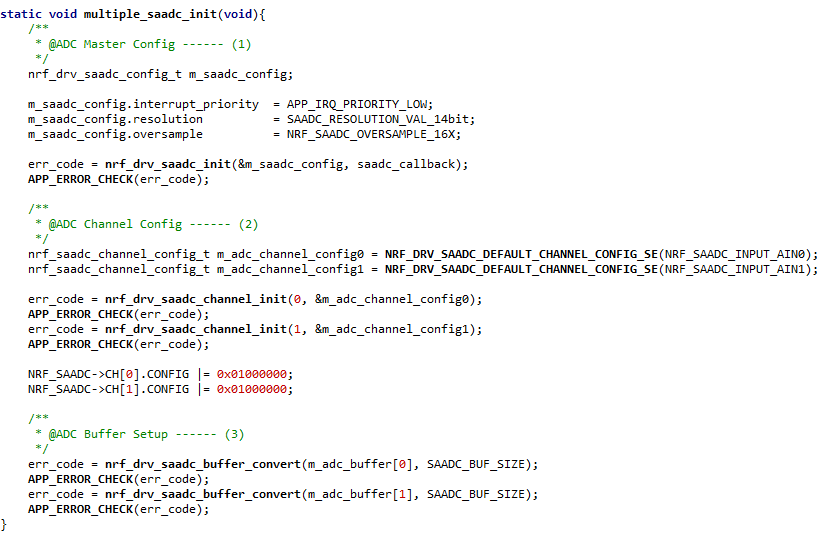 static void multiple_saadc_init(void){
    /**
     * @ADC Master Config ------ (1)
     */
    nrf_drv_saadc_config_t m_saadc_config;

    m_saadc_config.interrupt_priority  = APP_IRQ_PRIORITY_LOW;
    m_saadc_config.resolution          = SAADC_RESOLUTION_VAL_14bit;
    m_saadc_config.oversample          = NRF_SAADC_OVERSAMPLE_16X;

    err_code = nrf_drv_saadc_init(&m_saadc_config, saadc_callback);
    APP_ERROR_CHECK(err_code);

    /**
     * @ADC Channel Config ------ (2)
     */
    nrf_saadc_channel_config_t m_adc_channel_config0 = NRF_DRV_SAADC_DEFAULT_CHANNEL_CONFIG_SE(NRF_SAADC_INPUT_AIN0);
    nrf_saadc_channel_config_t m_adc_channel_config1 = NRF_DRV_SAADC_DEFAULT_CHANNEL_CONFIG_SE(NRF_SAADC_INPUT_AIN1);

    err_code = nrf_drv_saadc_channel_init(0, &m_adc_channel_config0);
    APP_ERROR_CHECK(err_code);
    err_code = nrf_drv_saadc_channel_init(1, &m_adc_channel_config1);
    APP_ERROR_CHECK(err_code);

    NRF_SAADC->CH[0].CONFIG |= 0x01000000;
    NRF_SAADC->CH[1].CONFIG |= 0x01000000;

    /**
     * @ADC Buffer Setup ------ (3)
     */
    err_code = nrf_drv_saadc_buffer_convert(m_adc_buffer[0], SAADC_BUF_SIZE);
    APP_ERROR_CHECK(err_code);
    err_code = nrf_drv_saadc_buffer_convert(m_adc_buffer[1], SAADC_BUF_SIZE);
    APP_ERROR_CHECK(err_code);
}